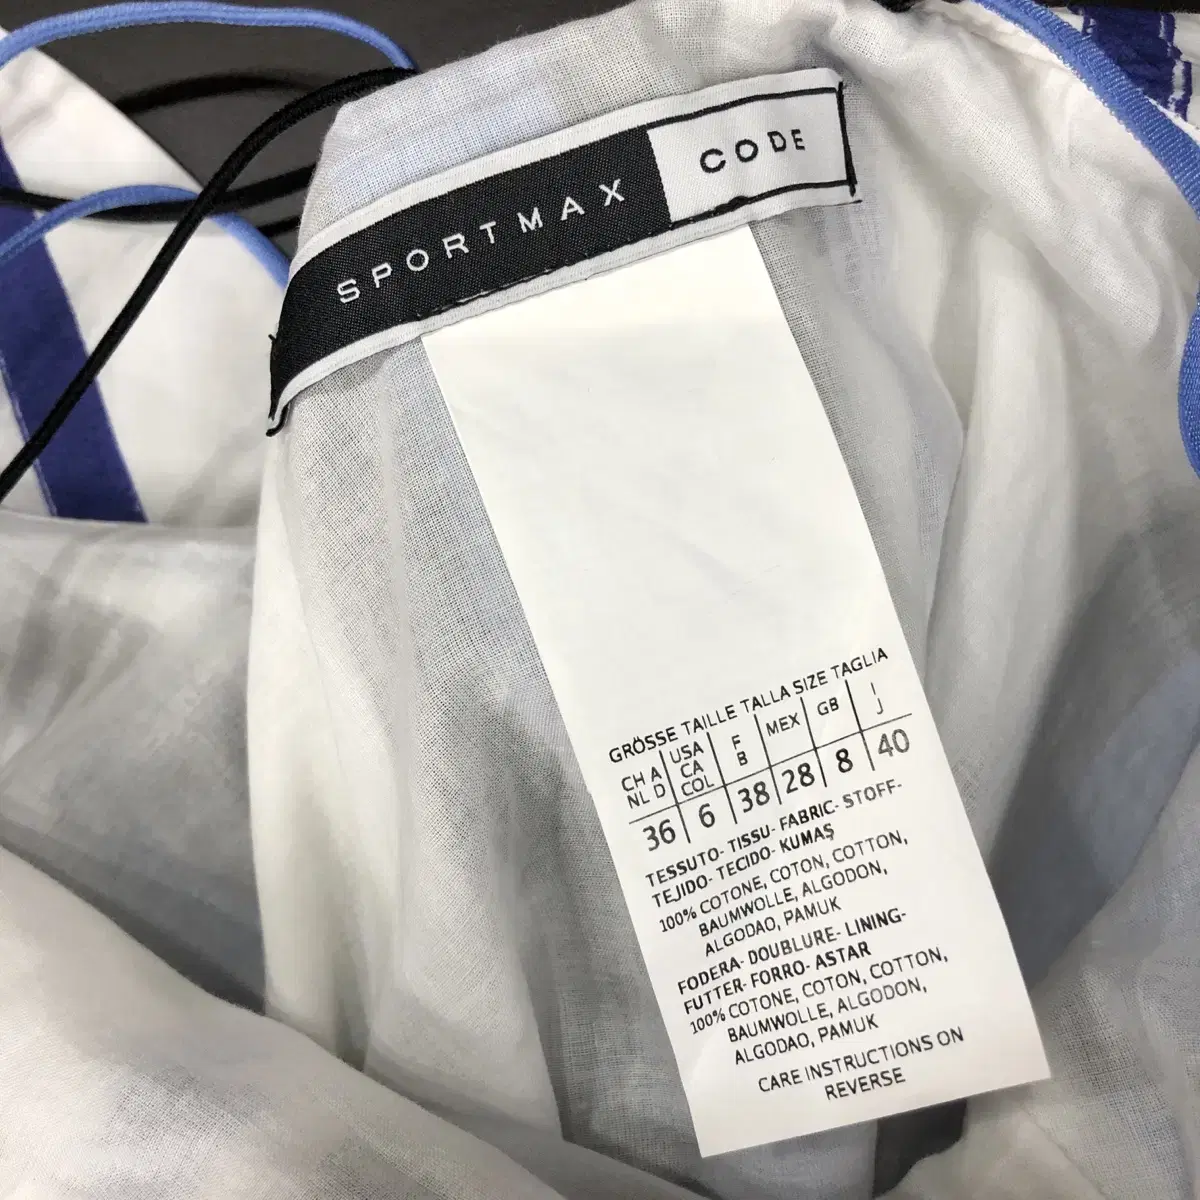 SPORTMAX CODE
GRÖSSE TAILLE TALLA SIZE TAGLIA
CH A NL D | USA CA COL | F B | MEX | GB | I J
36 | 6 | 38 | 28 | 8 | 40
TESSUTO- TISSU- FABRIC- STOFF-
TEJIDO- TECIDO- KUMAŞ
100% COTONE, COTON, COTTON,
BAUMWOLLE, ALGODON,
ALGODAO, PAMUK
FODERA- DOUBLURE- LINING-
FUTTER- FORRO- ASTAR
100% COTONE, COTON, COTTON,
BAUMWOLLE, ALGODON,
ALGODAO, PAMUK
CARE INSTRUCTIONS ON
REVERSE